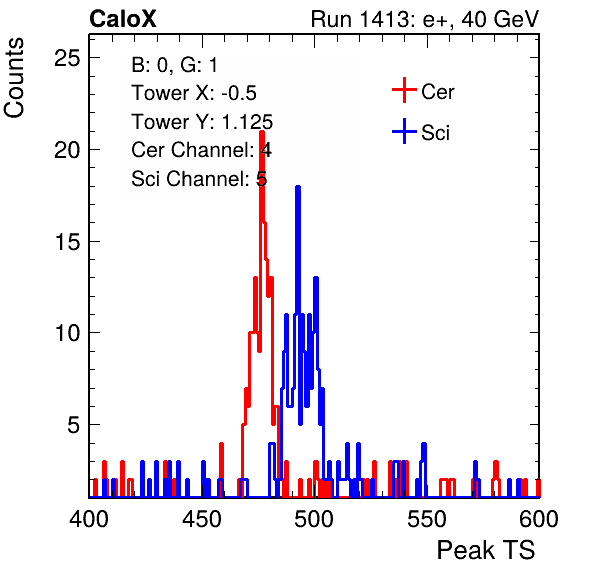 CaloX Run 1413: e+, 40 GeV
Counts
25
20
15
10
5
B: 0, G: 1
Tower X: -0.5
Tower Y: 1.125
Cer Channel: 4
Sci Channel: 5
Cer
Sci
400 450 500 550 600
Peak TS